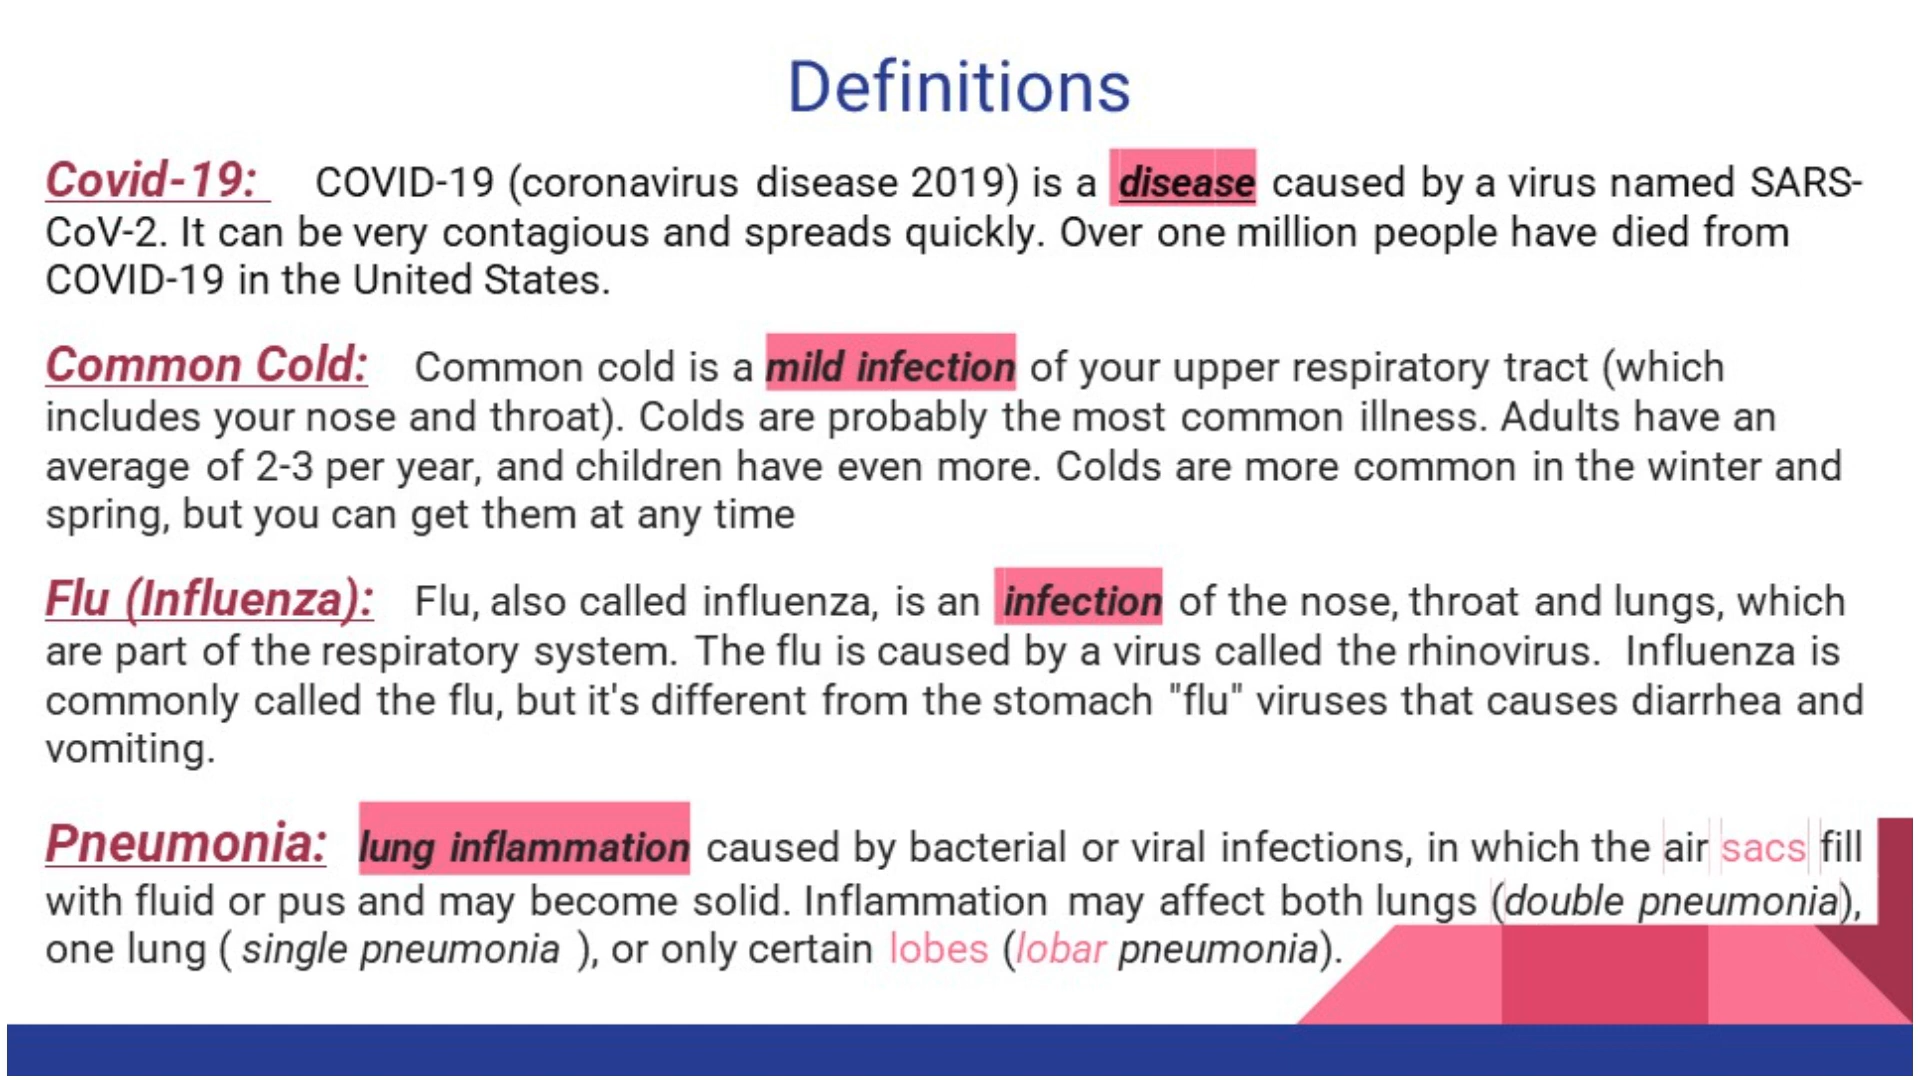 Definitions
Covid-19: COVID-19 (coronavirus disease 2019) is a disease caused by a virus named SARS-
CoV-2. It can be very contagious and spreads quickly. Over one million people have died from
COVID-19 in the United States.
Common Cold: Common cold is a mild infection of your upper respiratory tract (which
includes your nose and throat). Colds are probably the most common illness. Adults have an
average of 2-3 per year, and children have even more. Colds are more common in the winter and
spring, but you can get them at any time
Flu (Influenza): Flu, also called influenza, is an infection of the nose, throat and lungs, which
are part of the respiratory system. The flu is caused by a virus called the rhinovirus. Influenza is
commonly called the flu, but it's different from the stomach "flu" viruses that causes diarrhea and
vomiting.
Pneumonia: lung inflammation caused by bacterial or viral infections, in which the air sacs fill
with fluid or pus and may become solid. Inflammation may affect both lungs (double pneumonia),
one lung ( single pneumonia ), or only certain lobes (lobar pneumonia).